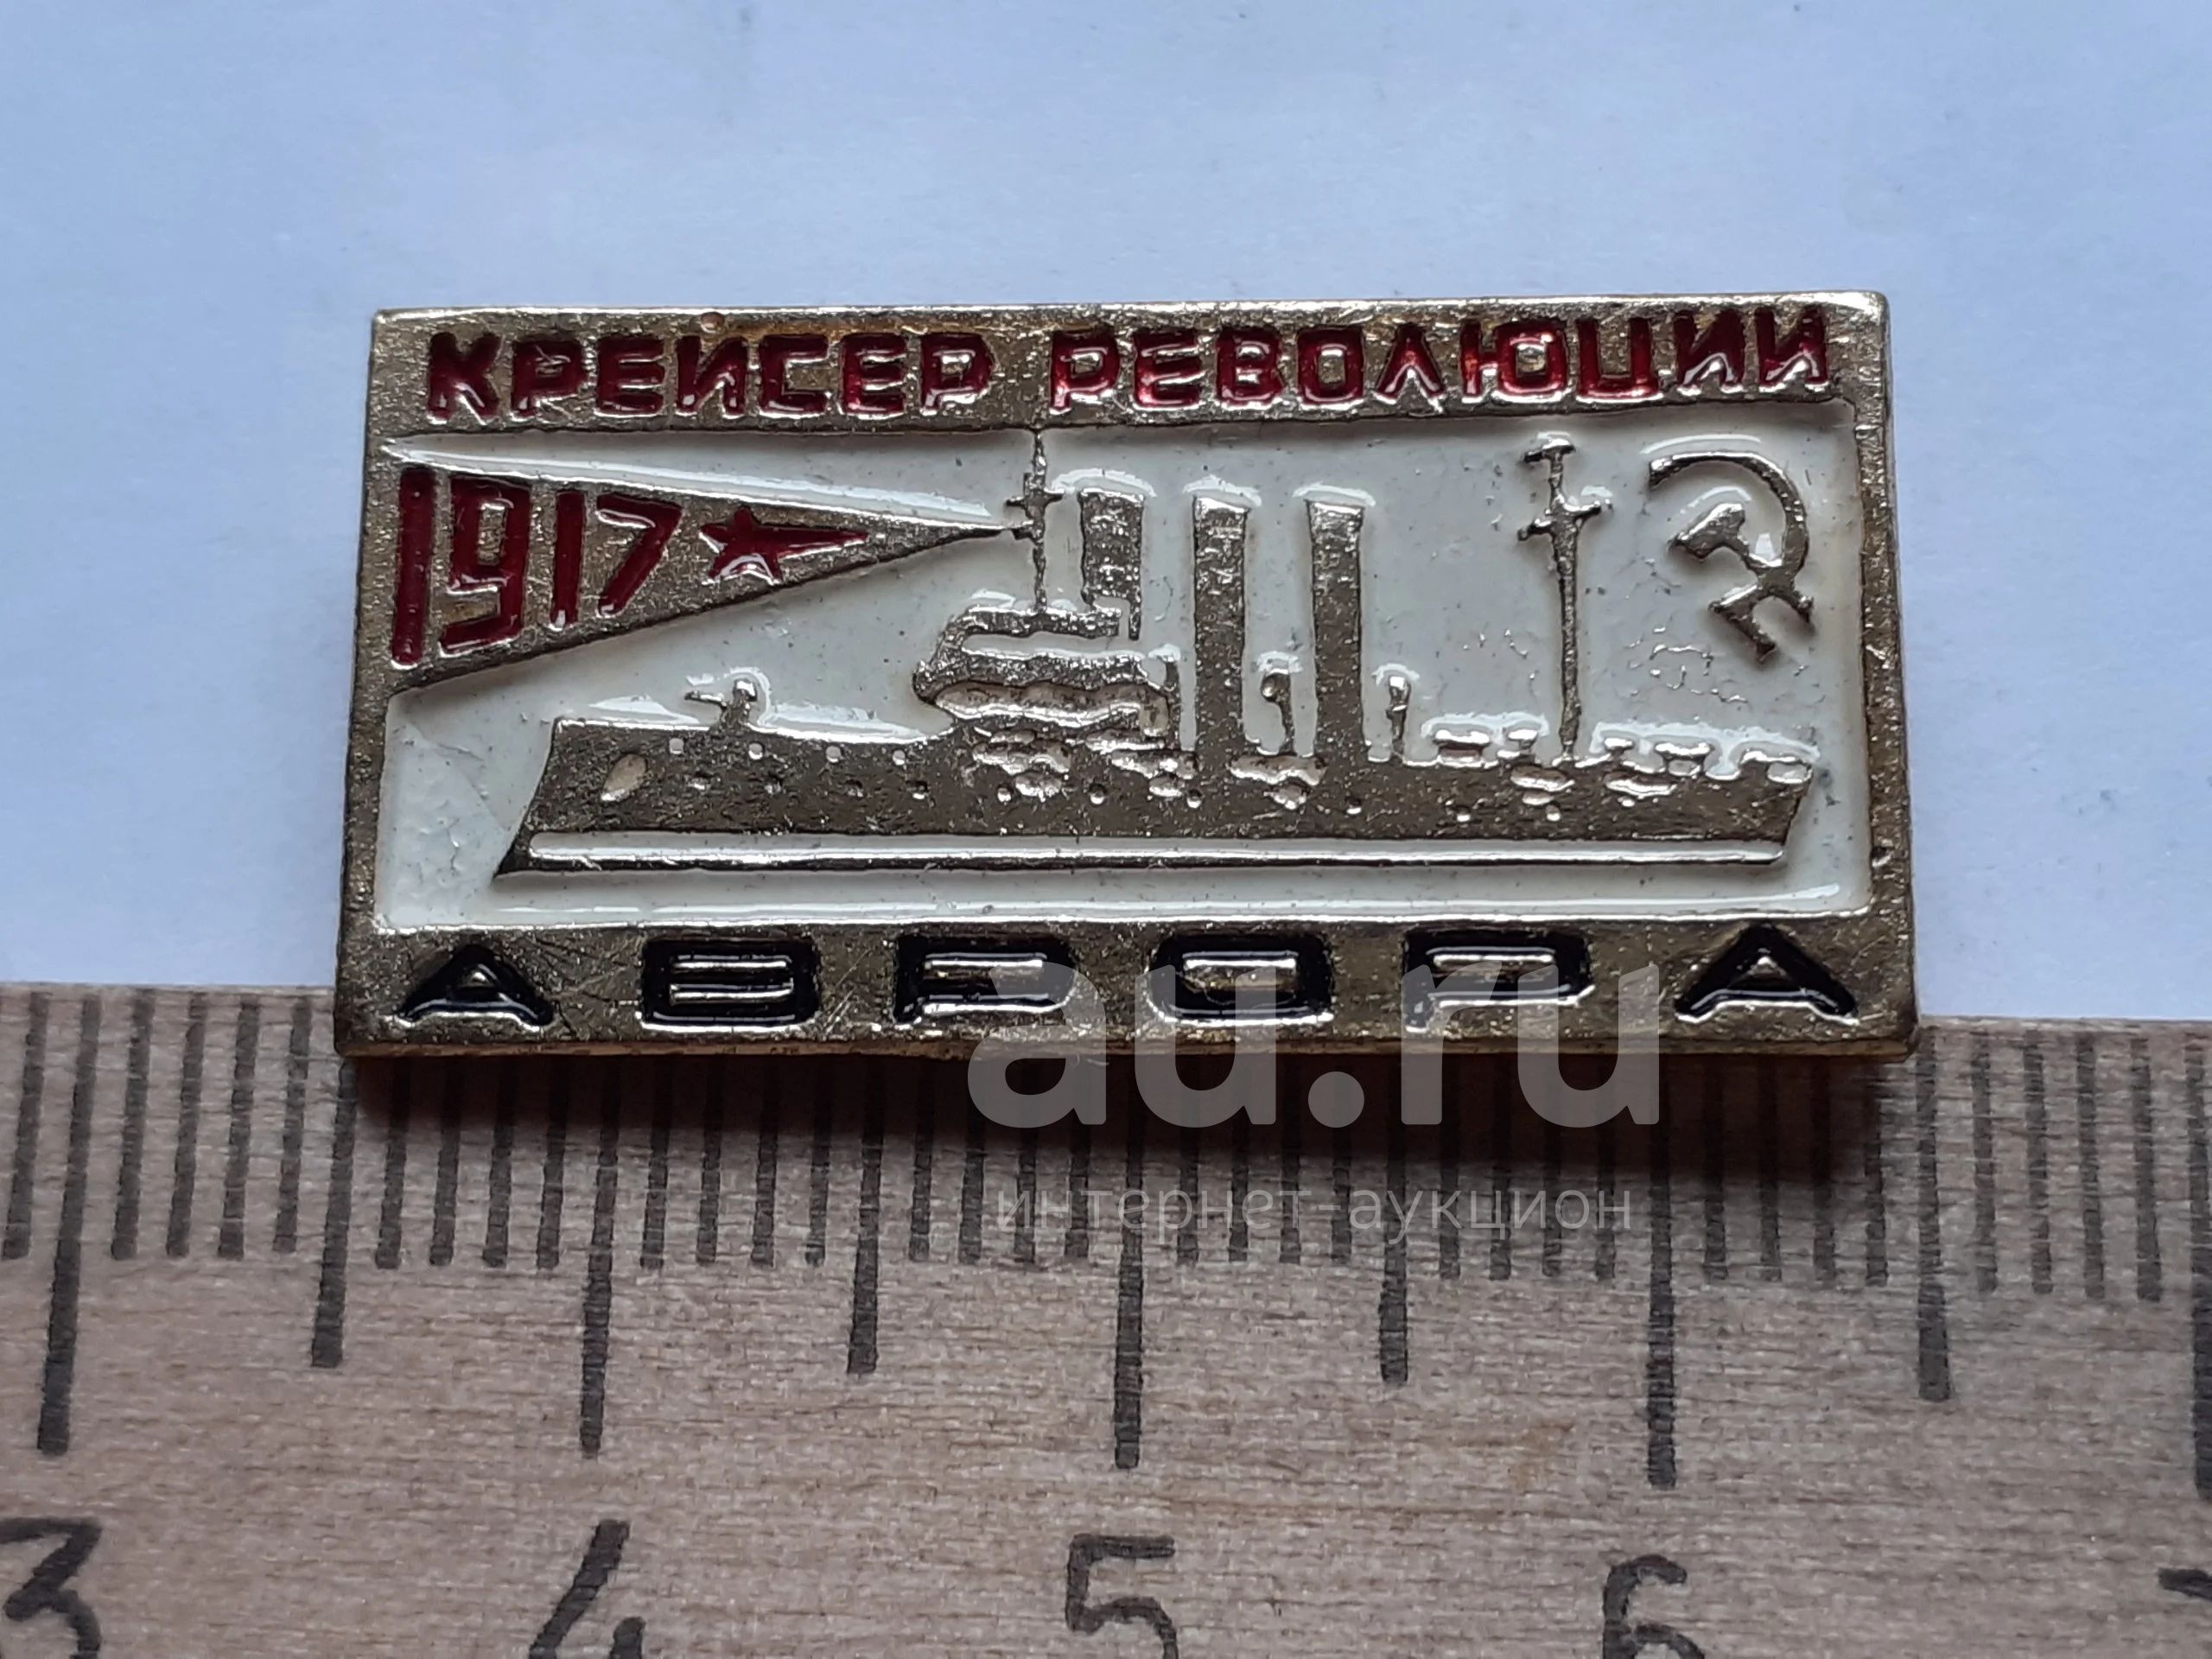 КРЕЙСЕР РЕВОЛЮЦИИ
1917
АВРОРА
au.ru
интернет-аукцион
3 4 5 6